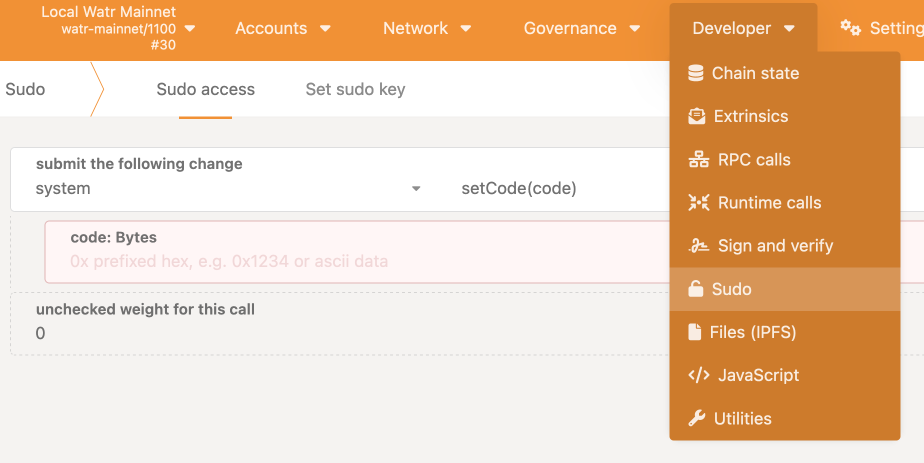 Local Watr Mainnet
watr-mainnet/1100
#30
Accounts
Network
Governance
Developer
Setting
Sudo
Sudo access
Set sudo key
submit the following change
system
setCode(code)
code: Bytes
0x prefixed hex, e.g. 0x1234 or ascii data
unchecked weight for this call
0
Chain state
Extrinsics
RPC calls
Runtime calls
Sign and verify
Sudo
Files (IPFS)
JavaScript
Utilities